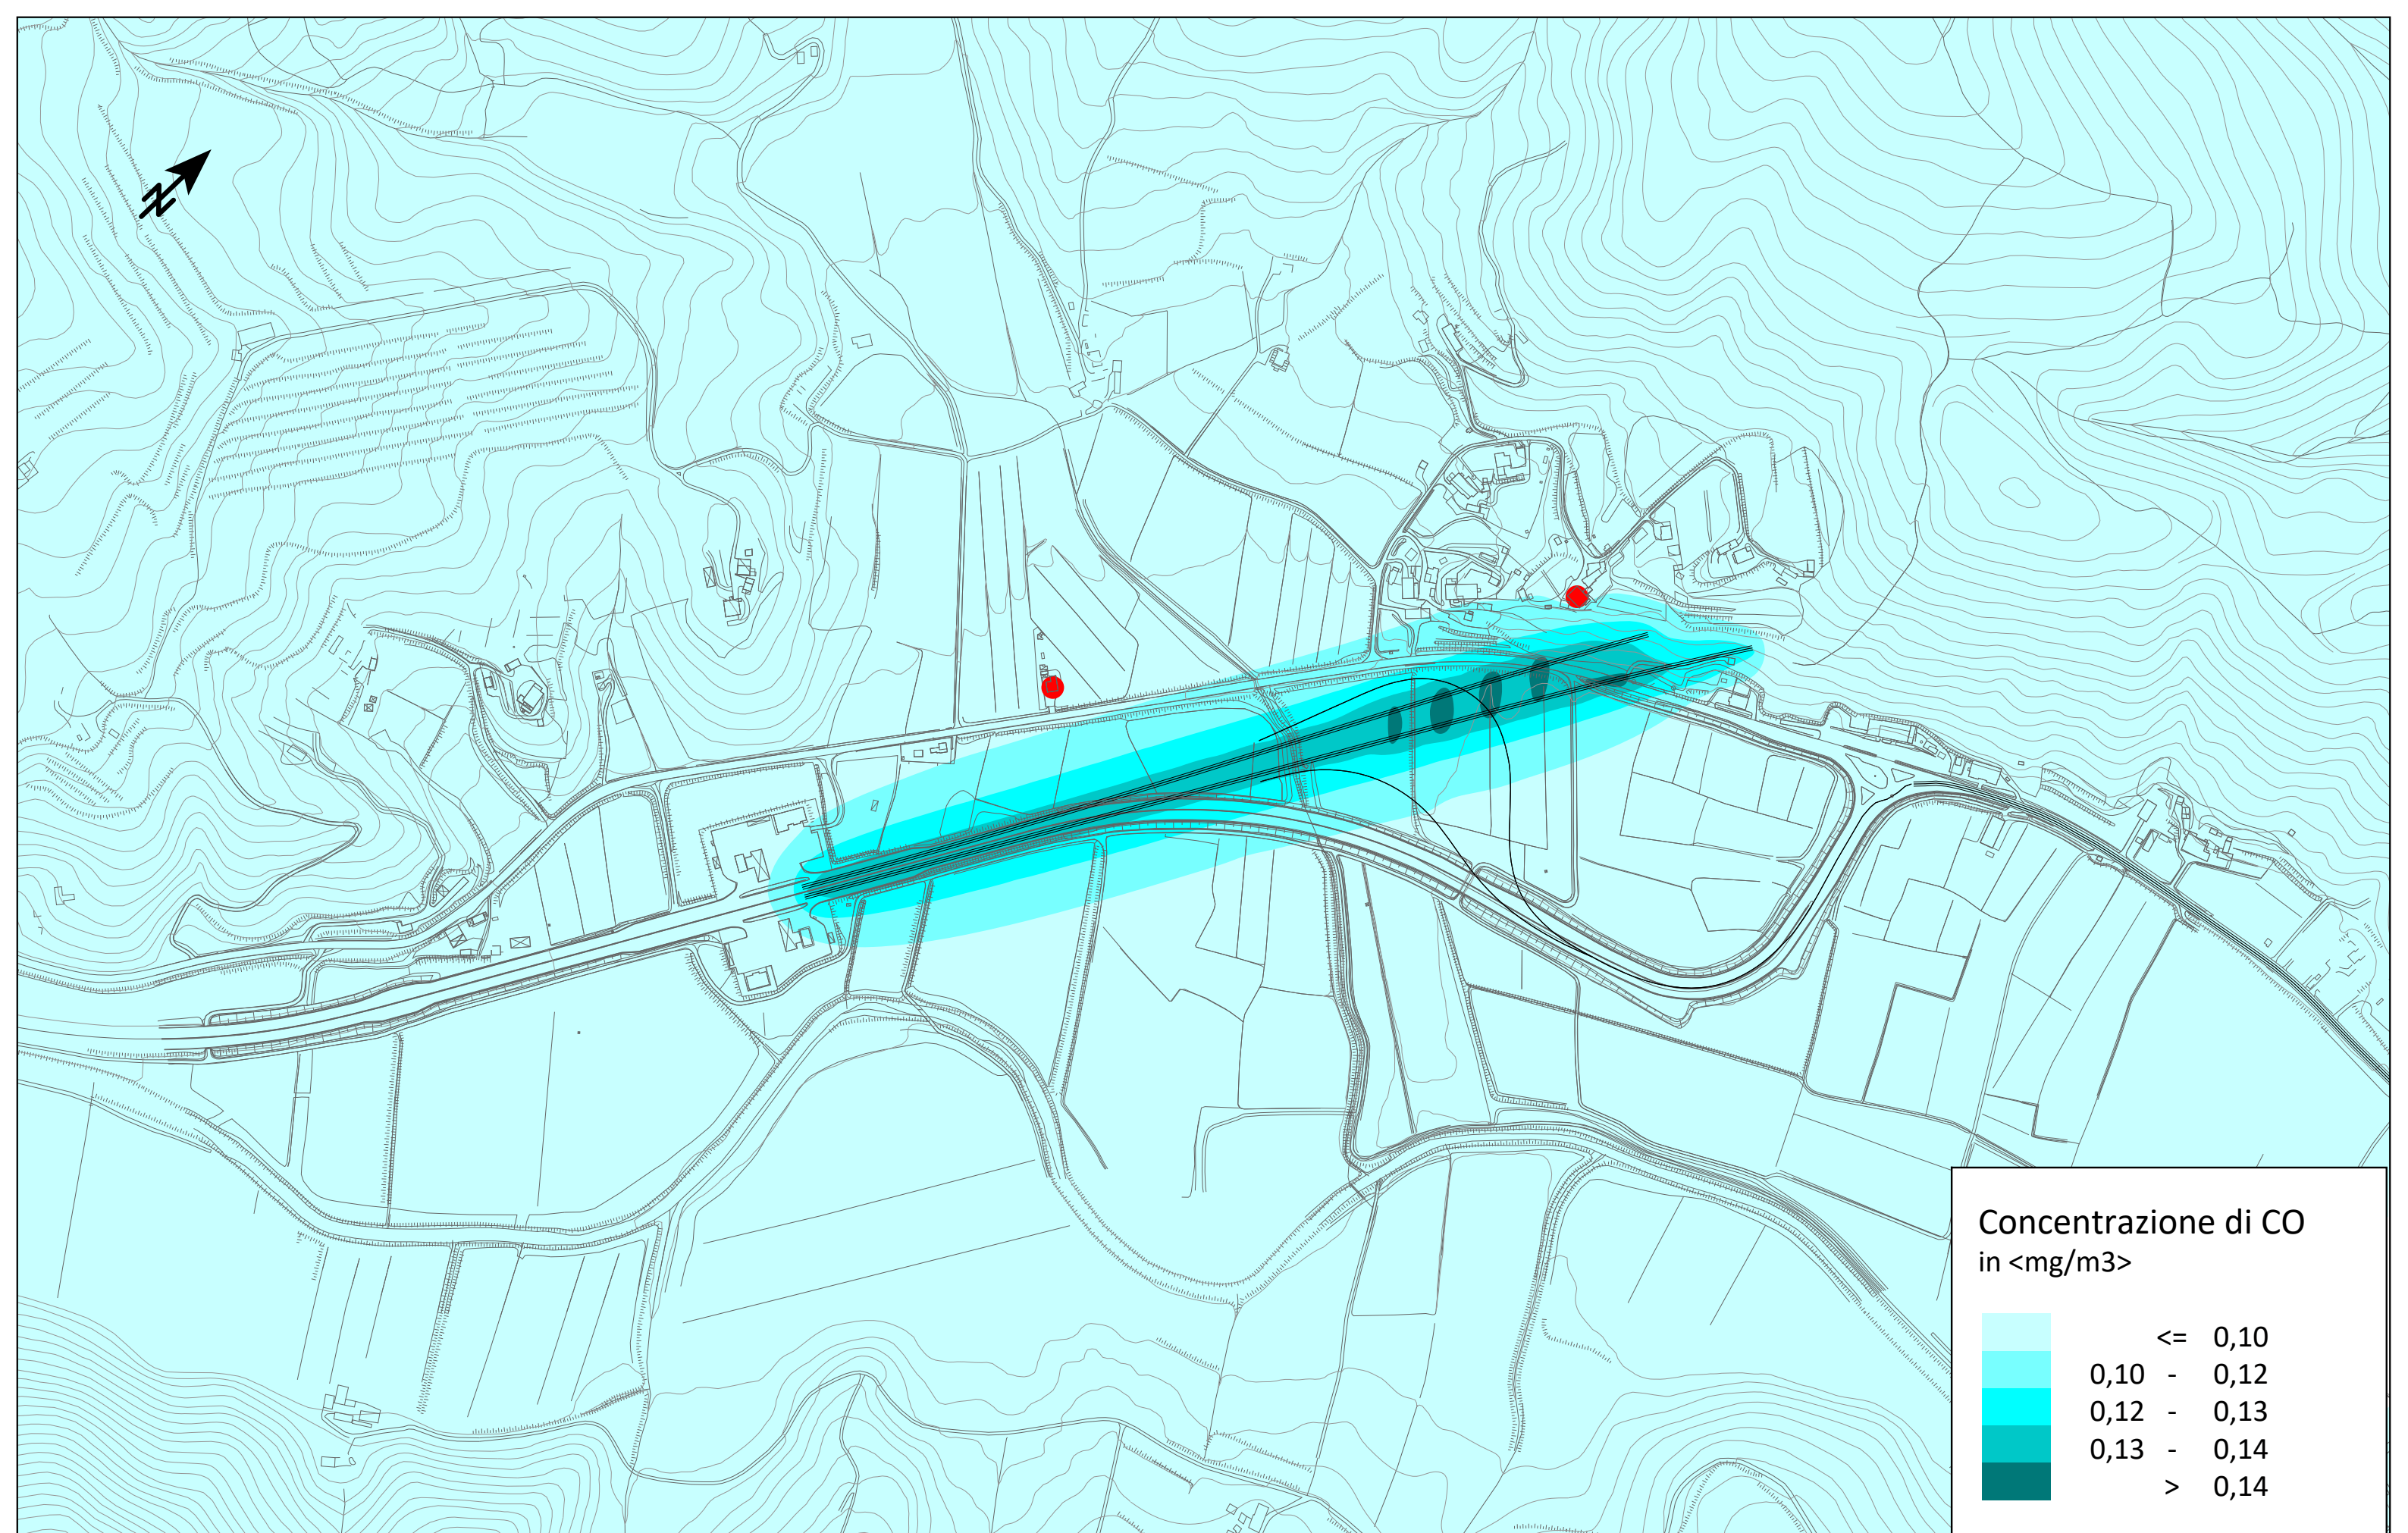 N
Concentrazione di CO
in <mg/m3>
<= 0,10
0,10 - 0,12
0,12 - 0,13
0,13 - 0,14
> 0,14